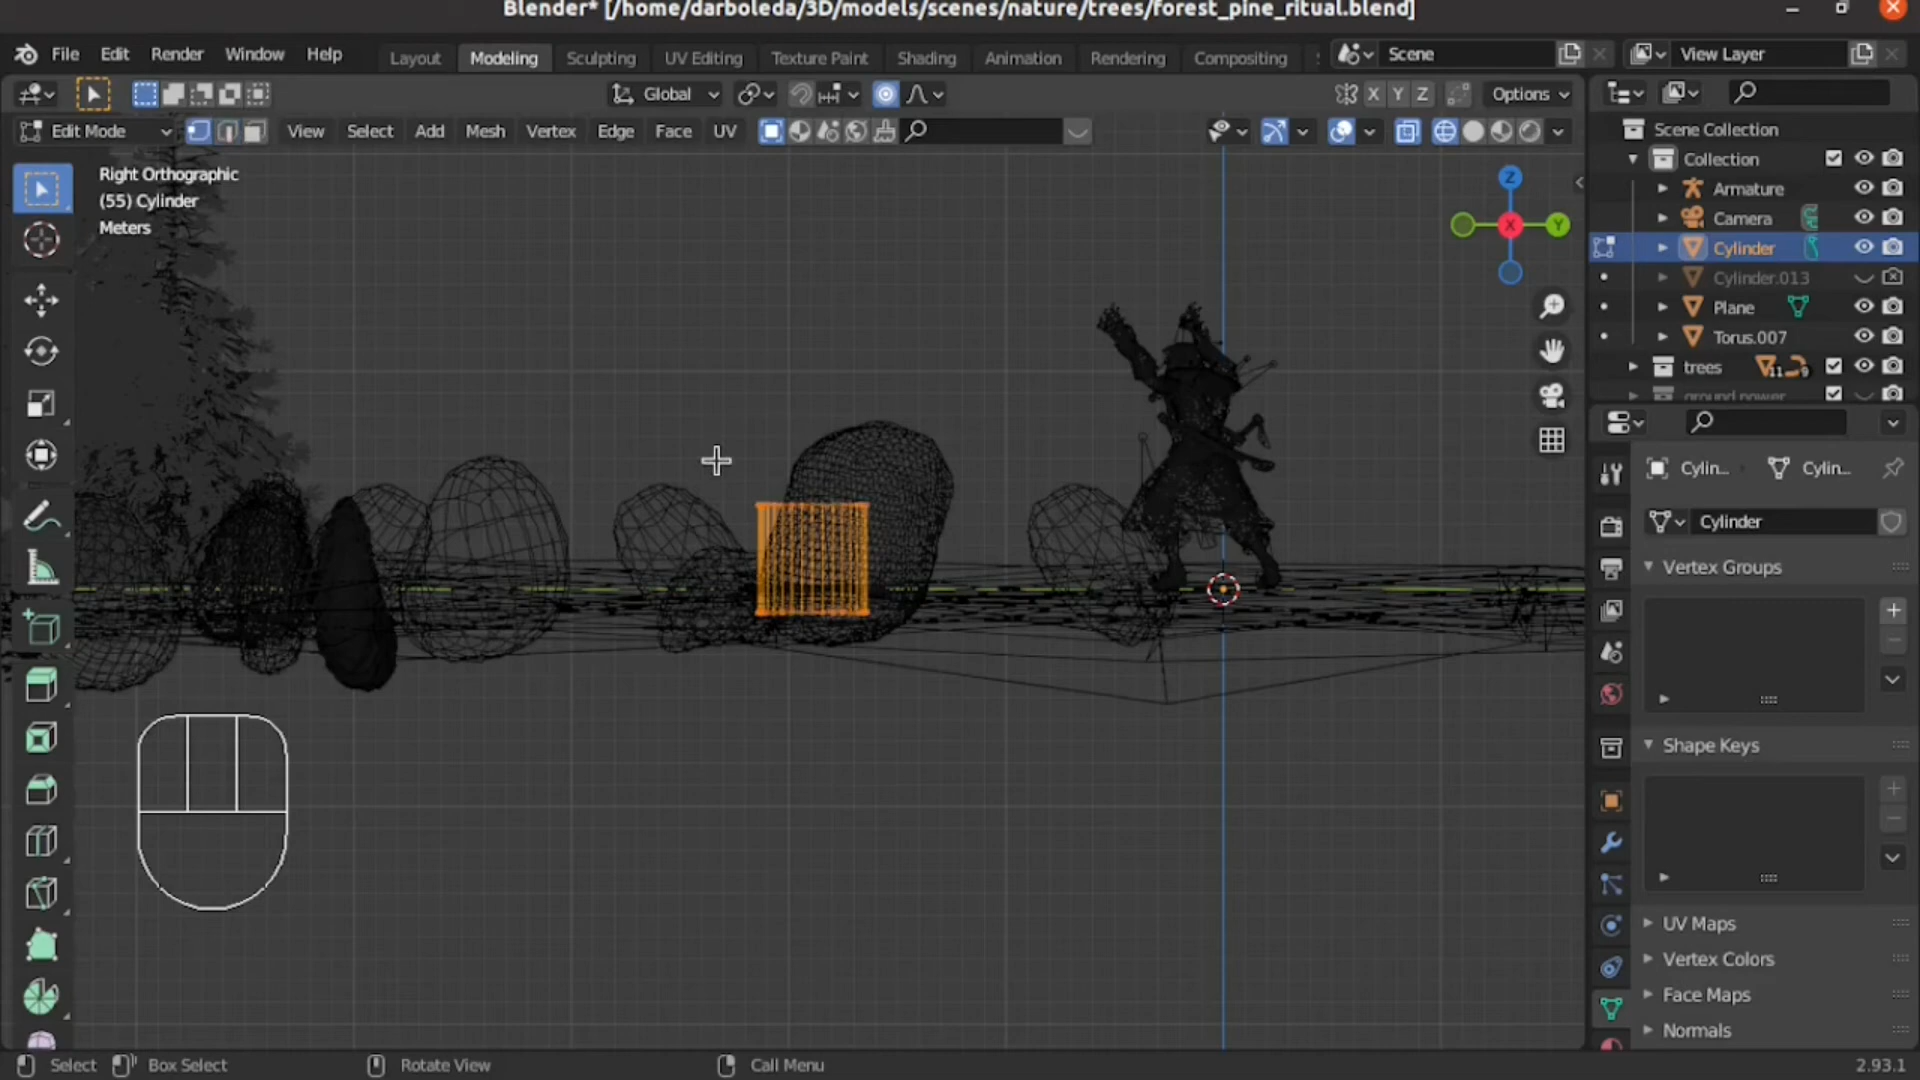 Blender* [/home/darboleda/3D/models/scenes/nature/trees/forest_pine_ritual.blend]
File Edit Render Window Help Layout Modeling Sculpting UV Editing Texture Paint Shading Animation Rendering Compositing Scene View Layer
Global X Y Z Options
Edit Mode View Select Add Mesh Vertex Edge Face UV
Right Orthographic
(55) Cylinder
Meters
Z
Y
X
Scene Collection
Collection
Armature
Camera
Cylinder
Cylinder.013
Plane
Torus.007
trees 11 9
ground power
Cylin... Cylin...
Cylinder
Vertex Groups
Shape Keys
UV Maps
Vertex Colors
Face Maps
Normals
Select Box Select Rotate View Call Menu 2.93.1